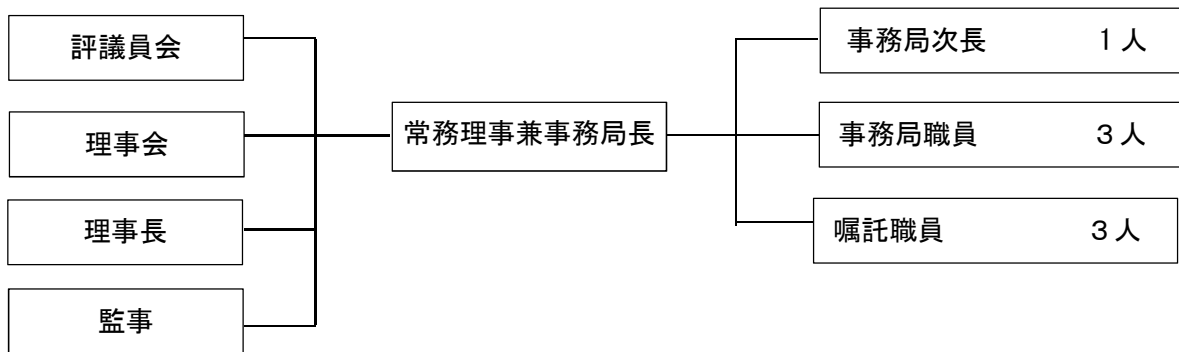 評議員会
理事会
理事長
監事
常務理事兼事務局長
事務局次長 1人
事務局職員 3人
嘱託職員 3人